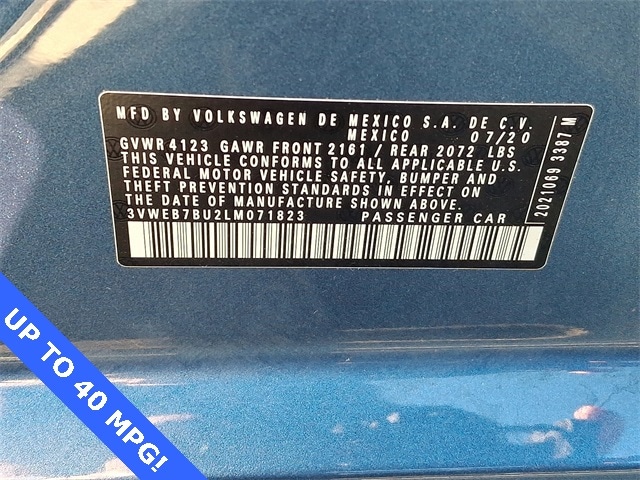 MFD BY VOLKSWAGEN DE MEXICO S.A. DE C.V.
MEXICO 07/20
GVWR 4123 GAWR FRONT 2161 / REAR 2072 LBS
THIS VEHICLE CONFORMS TO ALL APPLICABLE U.S.
FEDERAL MOTOR VEHICLE SAFETY, BUMPER AND
THEFT PREVENTION STANDARDS IN EFFECT ON
THE DATE OF MANUFACTURE SHOWN ABOVE.
3VWEB7BU2LM071823 PASSENGER CAR
2021069 3387 M
UP TO 40 MPG!